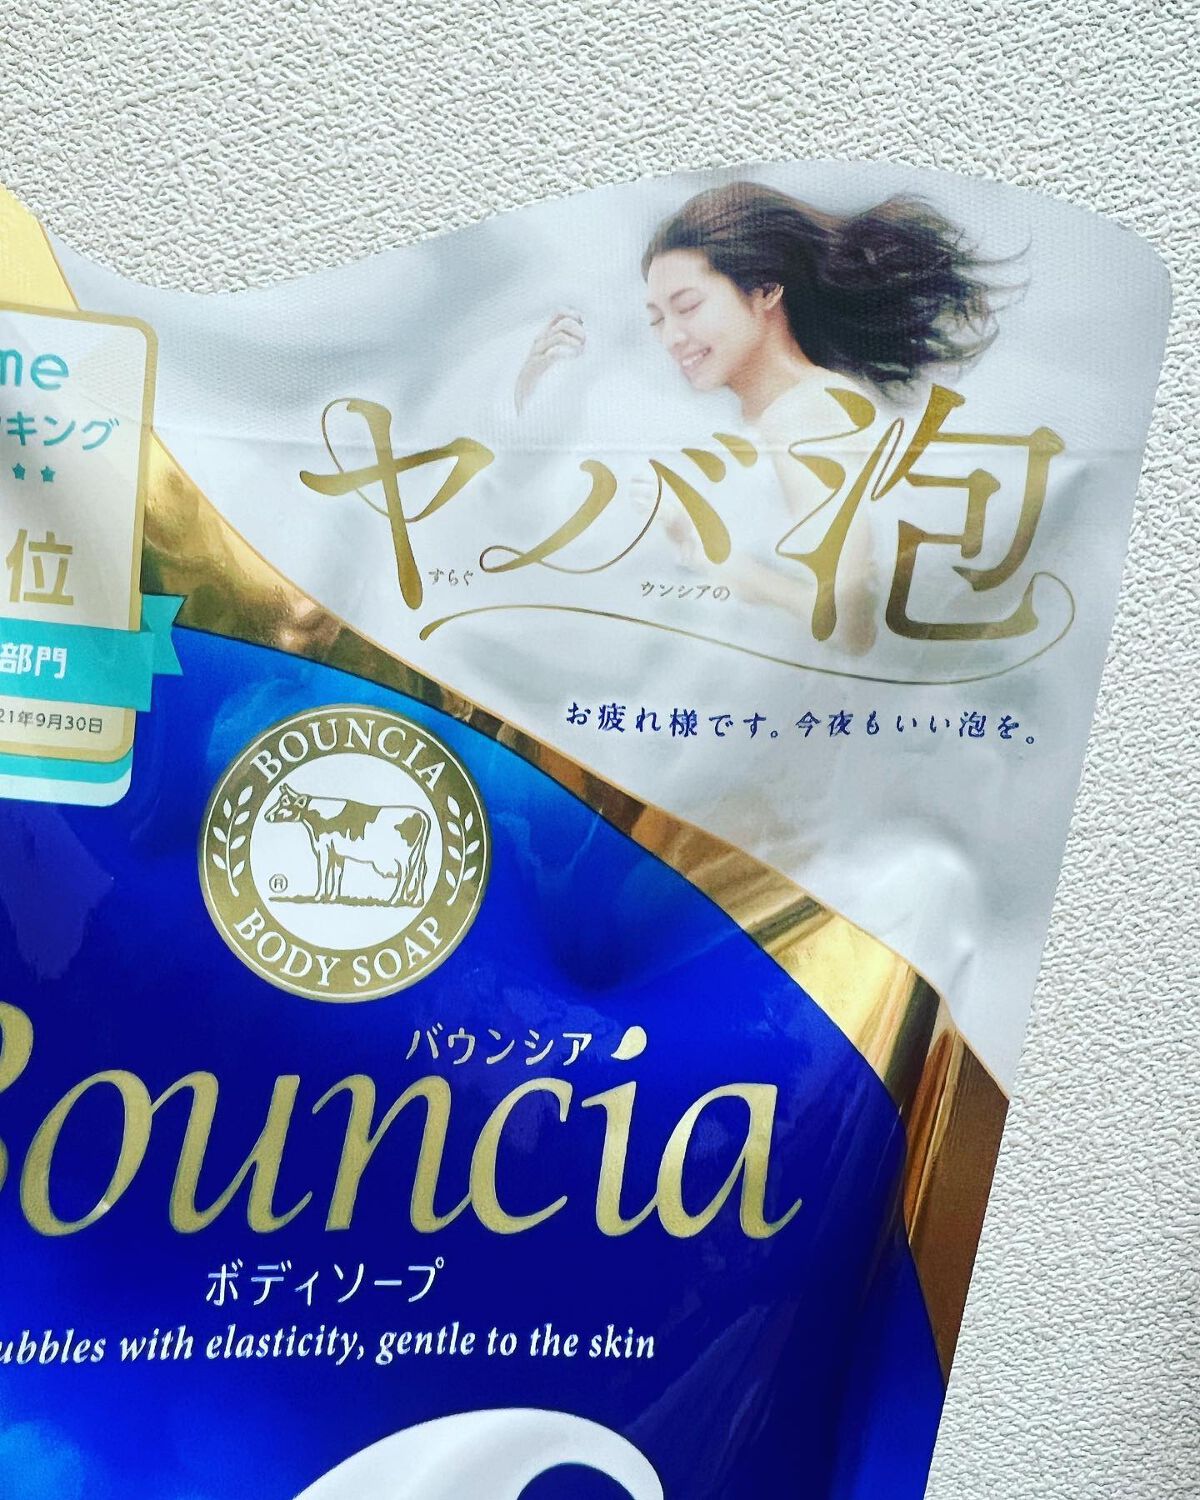 me
キング
位
部門
21年9月30日
ヤバ泡
すらぐ
ウンシアの
お疲れ様です。今夜もいい泡を。
BOUNCIA
®
BODY SOAP
バウンシア
Bouncia
ボディソープ
ubbles with elasticity, gentle to the skin